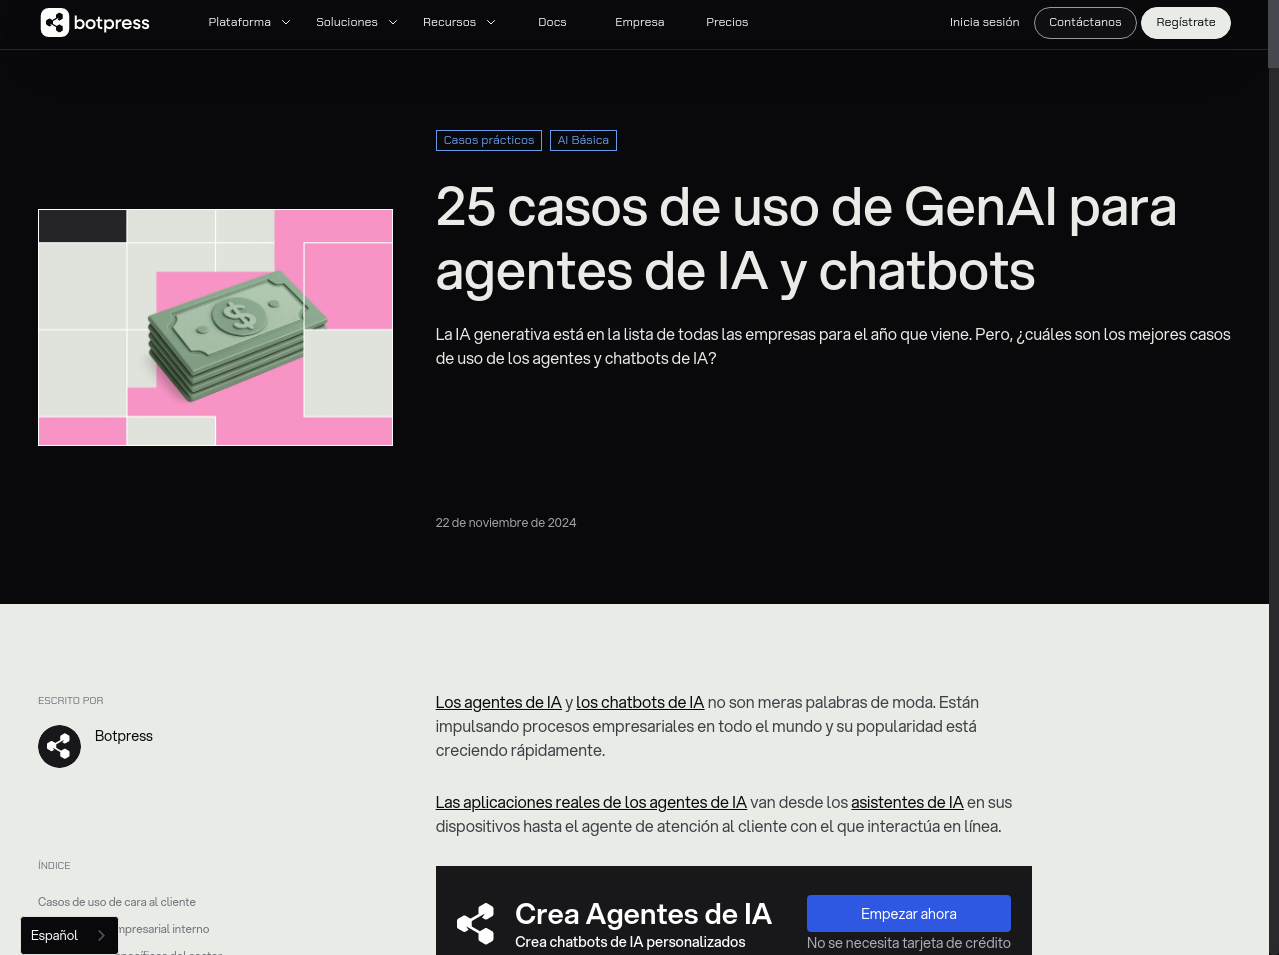 botpress
Plataforma
Soluciones
Recursos
Docs
Empresa
Precios
Inicia sesión
Contáctanos
Regístrate
Casos prácticos
AI Básica
25 casos de uso de GenAI para
agentes de IA y chatbots
La IA generativa está en la lista de todas las empresas para el año que viene. Pero, ¿cuáles son los mejores casos
de uso de los agentes y chatbots de IA?
22 de noviembre de 2024
ESCRITO POR
Botpress
ÍNDICE
Casos de uso de cara al cliente
interno
Español
Los agentes de IA y los chatbots de IA no son meras palabras de moda. Están
impulsando procesos empresariales en todo el mundo y su popularidad está
creciendo rápidamente.
Las aplicaciones reales de los agentes de IA van desde los asistentes de IA en sus
dispositivos hasta el agente de atención al cliente con el que interactúa en línea.
Crea Agentes de IA
Crea chatbots de IA personalizados
Empezar ahora
No se necesita tarjeta de crédito